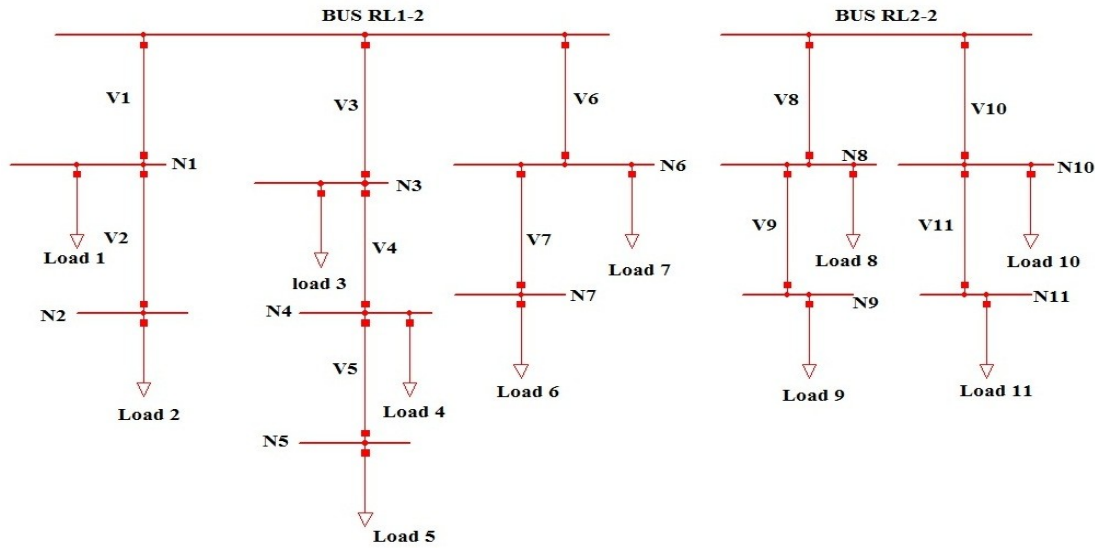 BUS RL1-2
BUS RL2-2
V1
V3
V6
V8
V10
N1
N3
N6
N8
N10
Load 1
V2
load 3
V4
V7
Load 7
V9
Load 8
V11
Load 10
N2
N4
N7
N9
N11
Load 2
V5
Load 4
Load 6
Load 9
Load 11
N5
Load 5